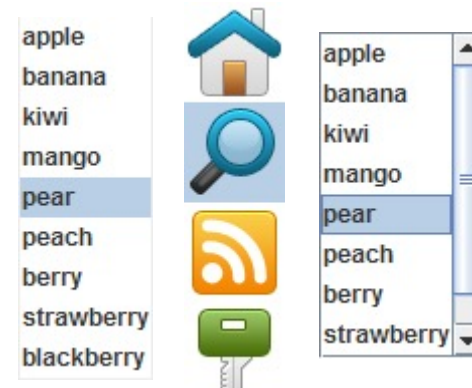 apple
banana
kiwi
mango
pear
peach
berry
strawberry
blackberry
apple
banana
kiwi
mango
pear
peach
berry
strawberry